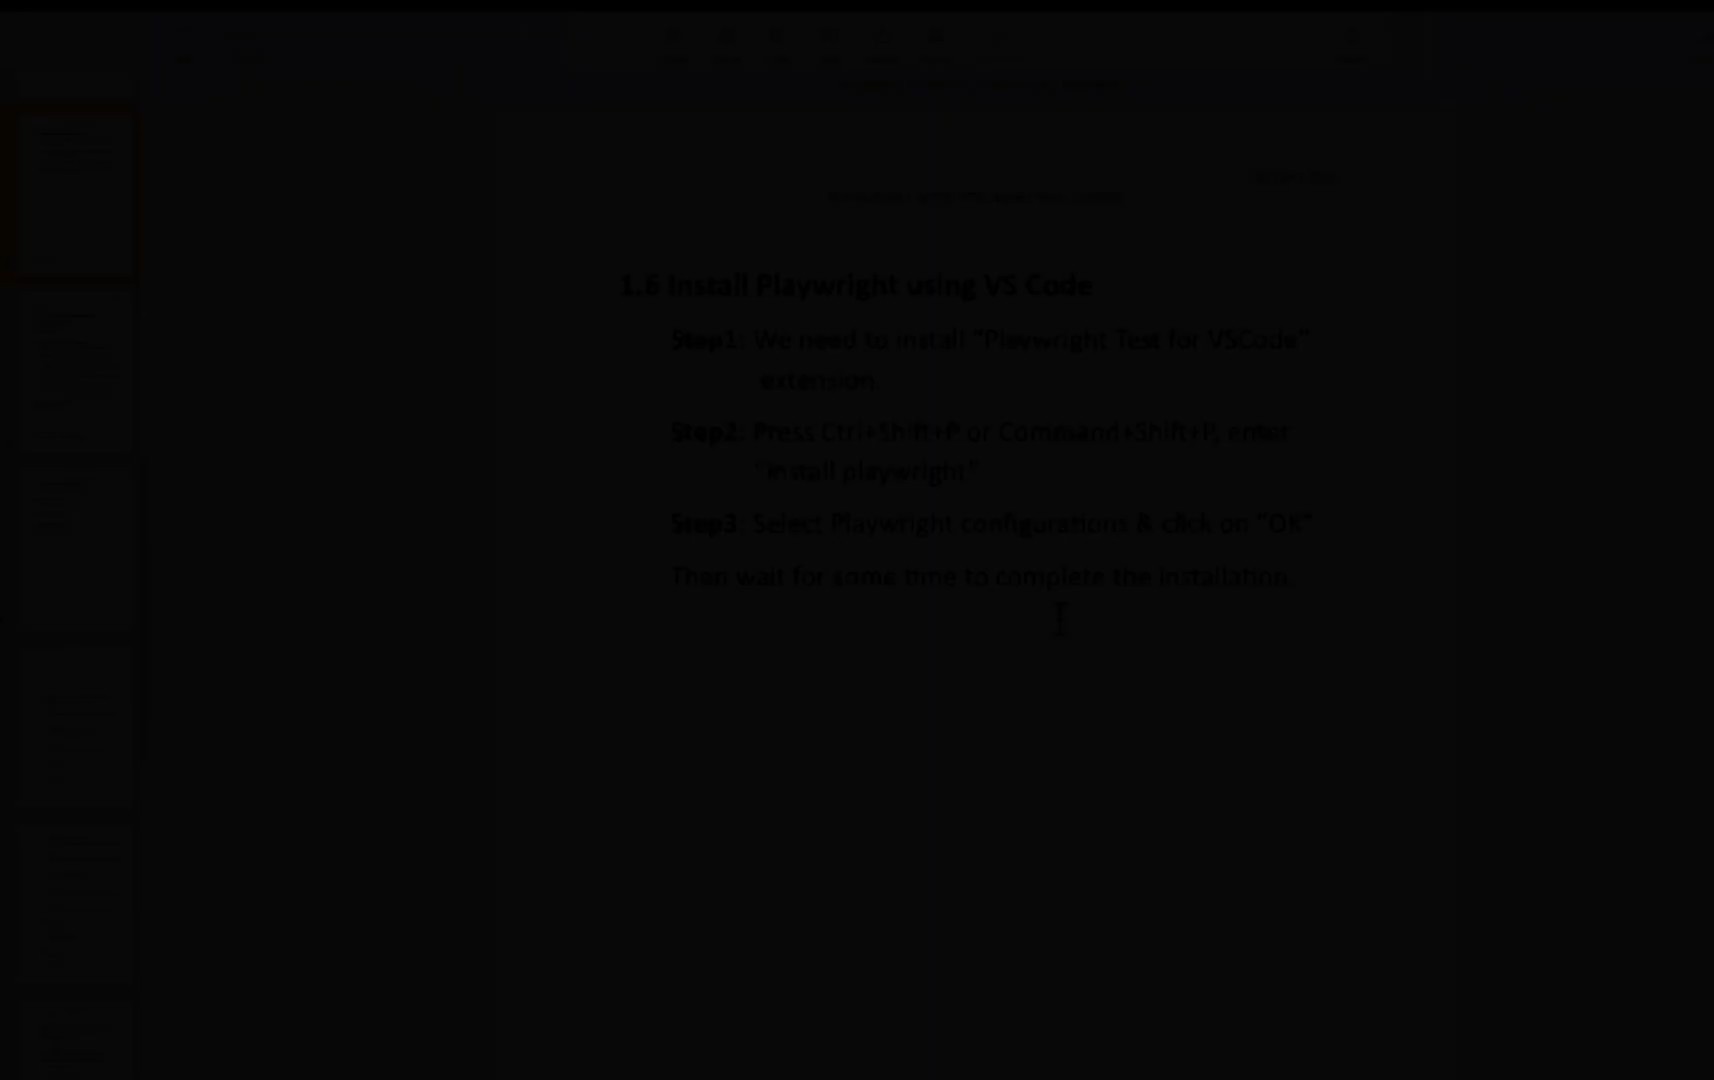 1.6 Install Playwright using VS Code
Step1: We need to install "Playwright Test for VSCode"
extension.
Step2: Press Ctrl+Shift+P or Command+Shift+P, enter
"install playwright"
Step3: Select Playwright configurations & click on "OK"
Then wait for some time to complete the installation.